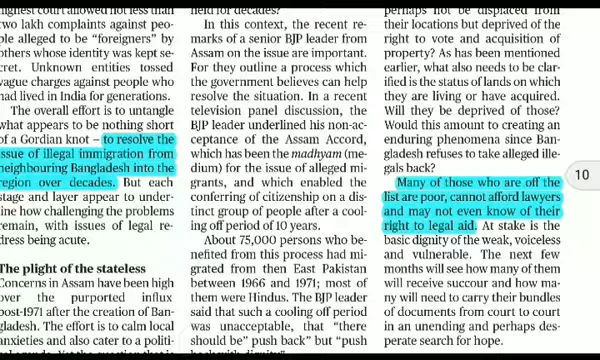 highest court allowed not less than
two lakh complaints against peo-
ple alleged to be “foreigners” by
others whose identity was kept se-
cret. Unknown entities tossed
vague charges against people who
had lived in India for generations.
The overall effort is to untangle
what appears to be nothing short
of a Gordian knot – to resolve the
issue of illegal immigration from
neighbouring Bangladesh into the
region over decades. But each
stage and layer appear to under-
line how challenging the problems
remain, with issues of legal re-
dress being acute.
The plight of the stateless
Concerns in Assam have been high
over the purported influx
post-1971 after the creation of Ban-
gladesh. The effort is to calm local
anxieties and also cater to a politi-
held for decades?
In this context, the recent re-
marks of a senior BJP leader from
Assam on the issue are important.
For they outline a process which
the government believes can help
resolve the situation. In a recent
television panel discussion, the
BJP leader underlined his non-ac-
ceptance of the Assam Accord,
which has been the madhyam (me-
dium) for the issue of alleged mi-
grants, and which enabled the
conferring of citizenship on a dis-
tinct group of people after a cool-
ing off period of 10 years.
About 75,000 persons who be-
nefited from this process had mi-
grated from then East Pakistan
between 1966 and 1971; most of
them were Hindus. The BJP leader
said that such a cooling off period
was unacceptable, that “there
should be” push back” but “push
perhaps not be displaced from
their locations but deprived of the
right to vote and acquisition of
property? As has been mentioned
earlier, what also needs to be clar-
ified is the status of lands on which
they are living or have acquired.
Will they be deprived of those?
Would this amount to creating an
enduring phenomena since Ban-
gladesh refuses to take alleged ille-
gals back?
Many of those who are off the
list are poor, cannot afford lawyers
and may not even know of their
right to legal aid. At stake is the
basic dignity of the weak, voiceless
and vulnerable. The next few
months will see how many of them
will receive succour and how ma-
ny will need to carry their bundles
of documents from court to court
in an unending and perhaps des-
perate search for hope.
10